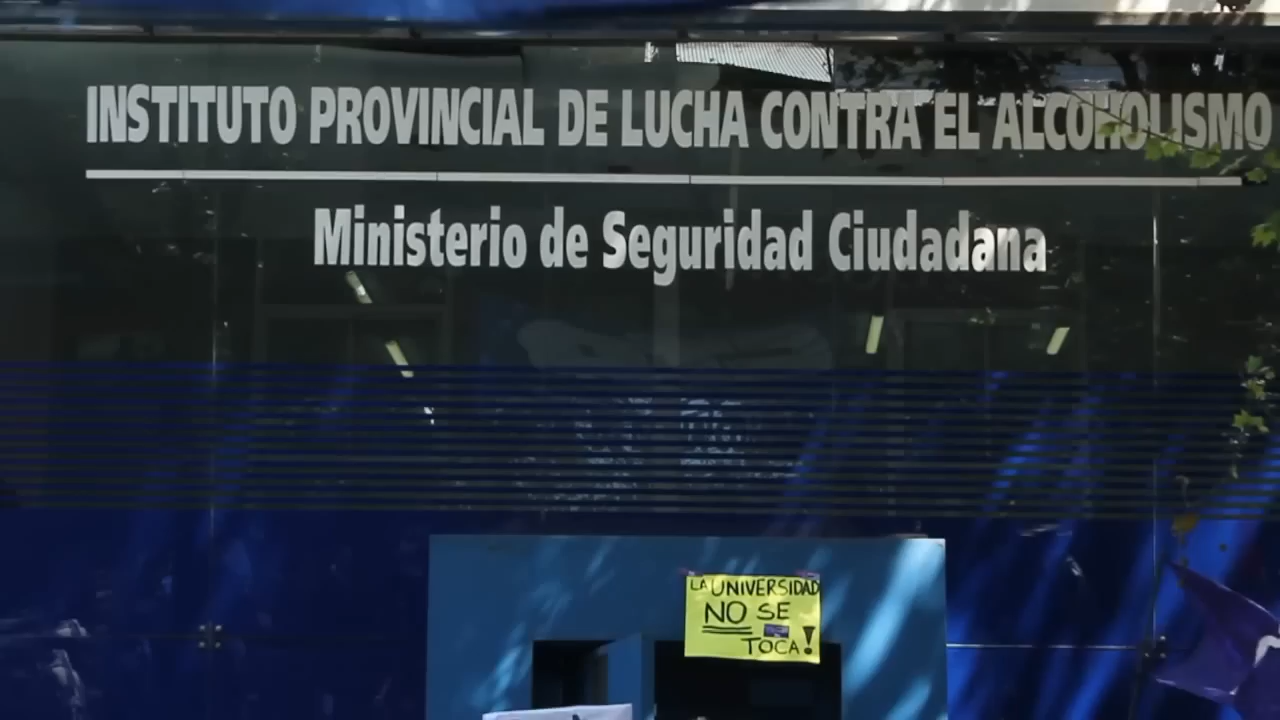 INSTITUTO PROVINCIAL DE LUCHA CONTRA EL ALCOHOLISMO
Ministerio de Seguridad Ciudadana
LA UNIVERSIDAD
NO SE
TOCA!